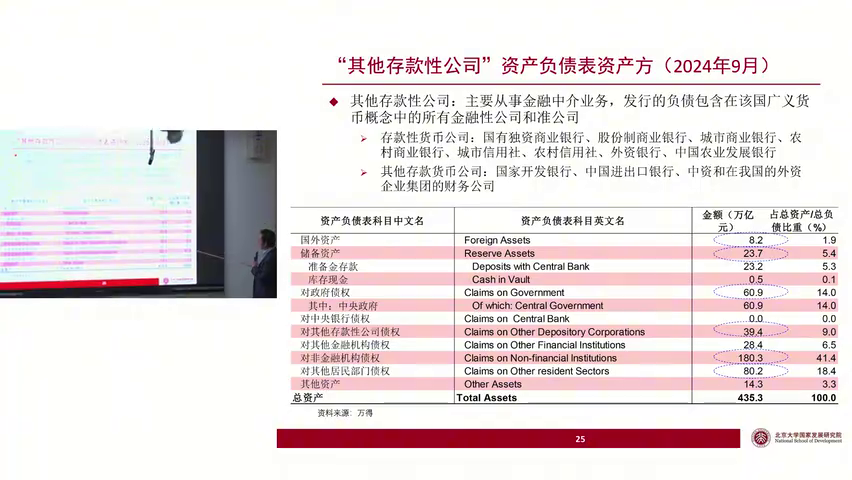 “其他存款性公司”资产负债表资产方（2024年9月）
其他存款性公司：主要从事金融中介业务，发行的负债包含在该国广义货
币概念中的所有金融性公司和准公司
存款性货币公司：国有独资商业银行、股份制商业银行、城市商业银行、农
村商业银行、城市信用社、农村信用社、外资银行、中国农业发展银行
其他存款货币公司：国家开发银行、中国进出口银行、中资和在我国的外资
企业集团的财务公司
资产负债表科目中文名 资产负债表科目英文名 金额（万亿元） 占总资产/总负债比重（%）
国外资产 Foreign Assets 8.2 1.9
储备资产 Reserve Assets 23.7 5.4
准备金存款 Deposits with Central Bank 23.2 5.3
库存现金 Cash in Vault 0.5 0.1
对政府债权 Claims on Government 60.9 14.0
其中：中央政府 Of which: Central Government 60.9 14.0
对中央银行债权 Claims on Central Bank 0.0 0.0
对其他存款性公司债权 Claims on Other Depository Corporations 39.4 9.0
对其他金融机构债权 Claims on Other Financial Institutions 28.4 6.5
对非金融机构债权 Claims on Non-financial Institutions 180.3 41.4
对其他居民部门债权 Claims on Other resident Sectors 80.2 18.4
其他资产 Other Assets 14.3 3.3
总资产 Total Assets 435.3 100.0
资料来源：万得
25
北京大学国家发展研究院
National School of Development